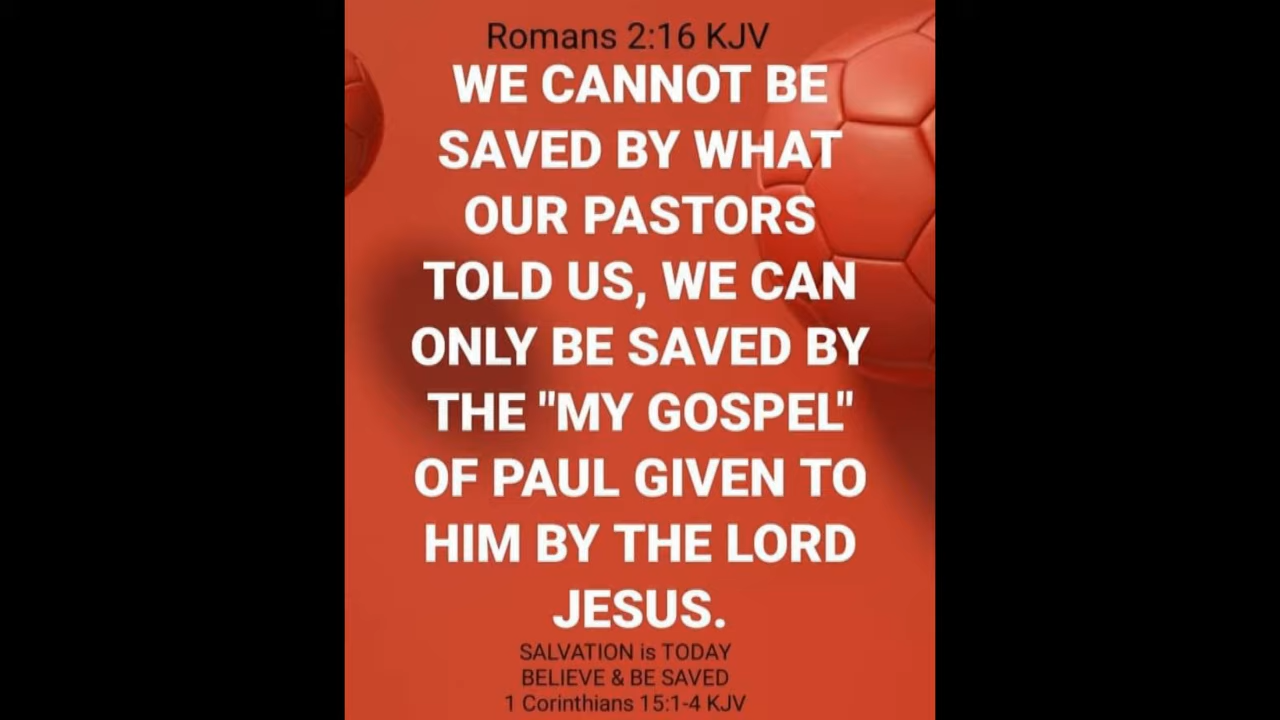 Romans 2:16 KJV
WE CANNOT BE
SAVED BY WHAT
OUR PASTORS
TOLD US, WE CAN
ONLY BE SAVED BY
THE "MY GOSPEL"
OF PAUL GIVEN TO
HIM BY THE LORD
JESUS.
SALVATION is TODAY
BELIEVE & BE SAVED
1 Corinthians 15:1-4 KJV